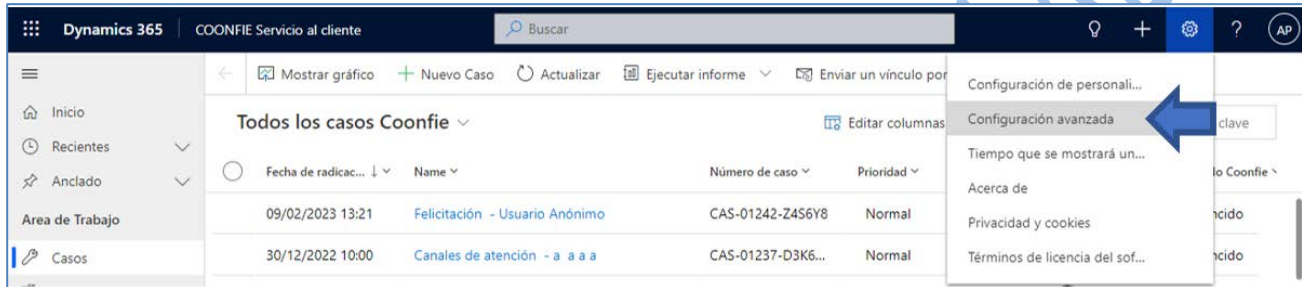 Dynamics 365 COONFIE Servicio al cliente Buscar ? AP
Mostrar gráfico Nuevo Caso Actualizar Ejecutar informe Enviar un vínculo por
Configuración de personali...
Inicio
Todos los casos Coonfie Editar columnas Configuración avanzada clave
Recientes
Tiempo que se mostrará un...
Anclado
Fecha de radicac... Name Número de caso Prioridad lo Coonfie
Acerca de
Area de Trabajo
09/02/2023 13:21 Felicitación - Usuario Anónimo CAS-01242-Z4S6Y8 Normal ncido
Privacidad y cookies
Casos
30/12/2022 10:00 Canales de atención - a a a a CAS-01237-D3K6... Normal ncido
Términos de licencia del sof...